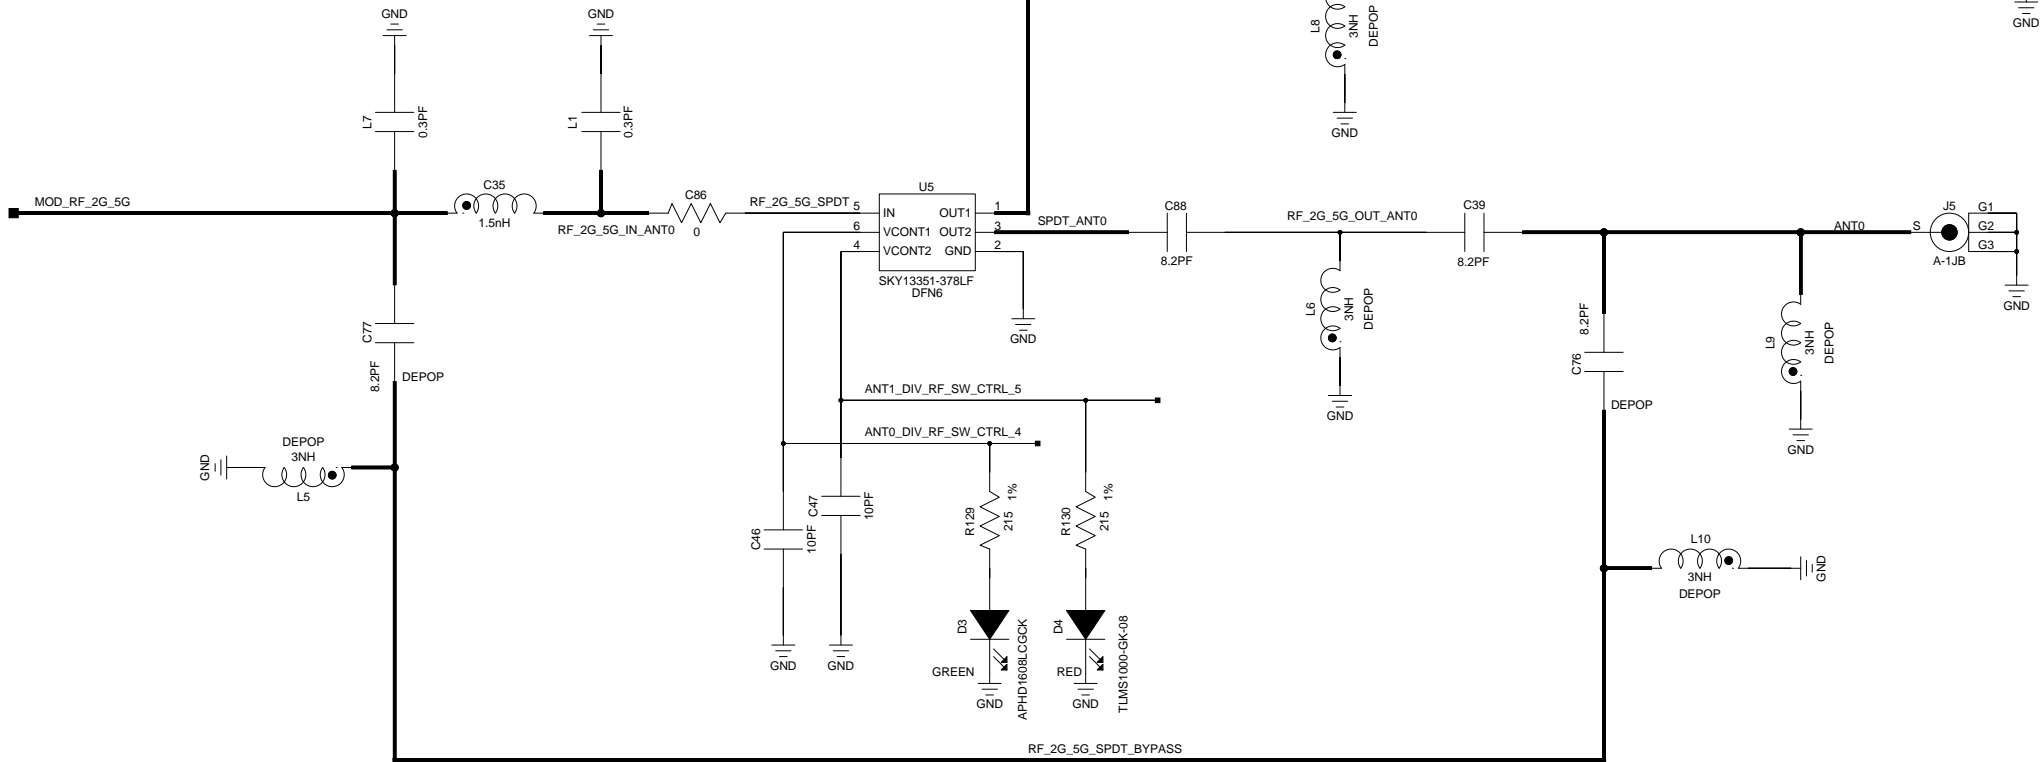 GND
GND
L8
3NH
DEPOP
GND
L7
0.3PF
L1
0.3PF
GND
MOD_RF_2G_5G
C35
1.5nH
RF_2G_5G_IN_ANT0
C86
0
RF_2G_5G_SPDT
U5
5
IN
OUT1
1
6
VCONT1
OUT2
3
4
VCONT2
GND
2
SKY13351-378LF
DFN6
SPDT_ANT0
C88
8.2PF
RF_2G_5G_OUT_ANT0
C39
8.2PF
ANT0
S
J5
G1
G2
G3
A-1JB
GND
GND
L6
3NH
DEPOP
GND
8.2PF
C76
DEPOP
L9
3NH
DEPOP
GND
C77
8.2PF
DEPOP
ANT1_DIV_RF_SW_CTRL_5
ANT0_DIV_RF_SW_CTRL_4
GND
DEPOP
3NH
L5
C46
10PF
GND
C47
10PF
GND
R129
215
1%
R130
215
1%
D3
GREEN
APHD1608LCGCK
GND
D4
RED
TLMS1000-GK-08
GND
L10
3NH
DEPOP
GND
RF_2G_5G_SPDT_BYPASS